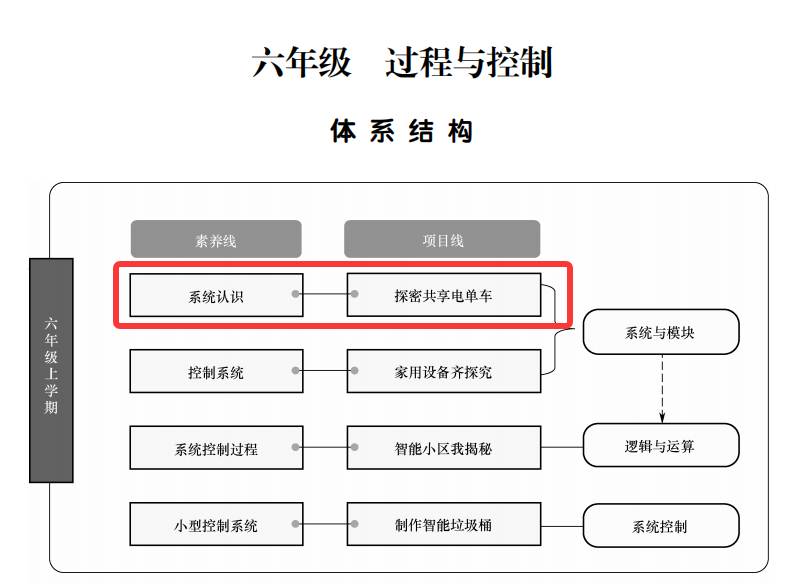 六年级 过程与控制
体系结构
素养线 项目线
系统认识 探密共享电单车
系统与模块
控制系统 家用设备齐探究
六年级上学期
系统控制过程 智能小区我揭秘 逻辑与运算
小型控制系统 制作智能垃圾桶 系统控制